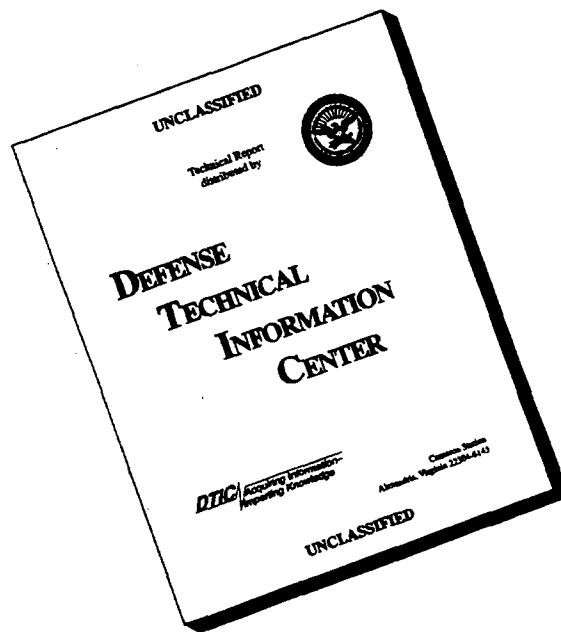 UNCLASSIFIED
Technical Report
distributed by
DEFENSE
TECHNICAL
INFORMATION
CENTER
DTIC
Acquiring Information-
Imparting Knowledge
Cameron Station
Alexandria, Virginia 22304-6145
UNCLASSIFIED